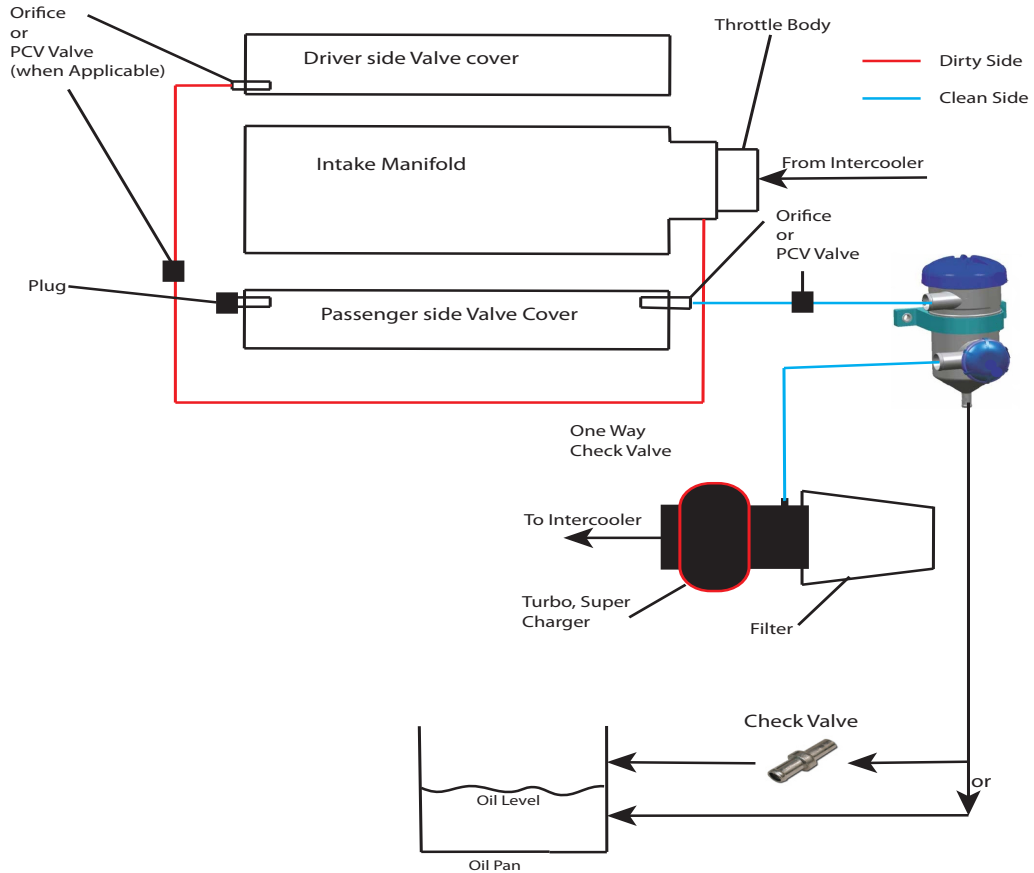 Orifice
or
PCV Valve
(when Applicable)
Driver side Valve cover
Throttle Body
Dirty Side
Clean Side
Intake Manifold
From Intercooler
Orifice
or
PCV Valve
Plug
Passenger side Valve Cover
One Way
Check Valve
To Intercooler
Turbo, Super
Charger
Filter
Check Valve
or
Oil Level
Oil Pan